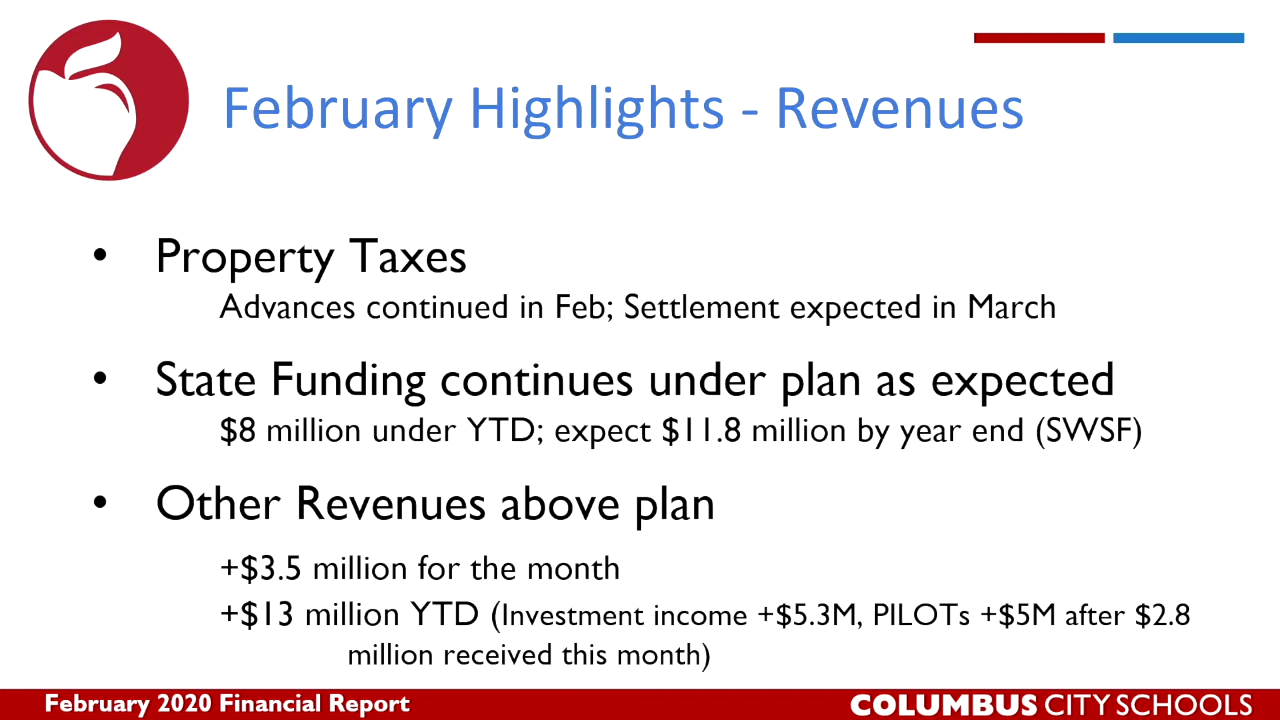 February Highlights - Revenues
• Property Taxes
Advances continued in Feb; Settlement expected in March
• State Funding continues under plan as expected
$8 million under YTD; expect $11.8 million by year end (SWSF)
• Other Revenues above plan
+$3.5 million for the month
+$13 million YTD (Investment income +$5.3M, PILOTs +$5M after $2.8
million received this month)
February 2020 Financial Report
COLUMBUS CITY SCHOOLS